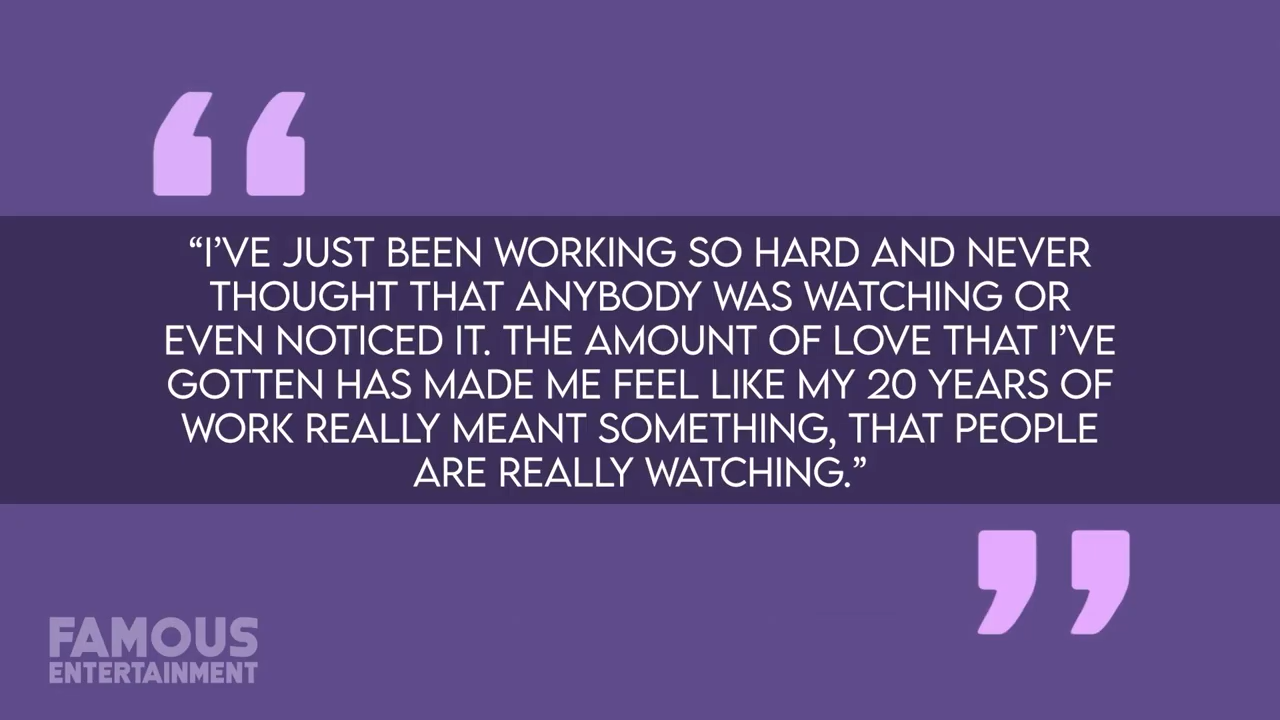 “I’VE JUST BEEN WORKING SO HARD AND NEVER
THOUGHT THAT ANYBODY WAS WATCHING OR
EVEN NOTICED IT. THE AMOUNT OF LOVE THAT I’VE
GOTTEN HAS MADE ME FEEL LIKE MY 20 YEARS OF
WORK REALLY MEANT SOMETHING, THAT PEOPLE
ARE REALLY WATCHING.”
FAMOUS
ENTERTAINMENT